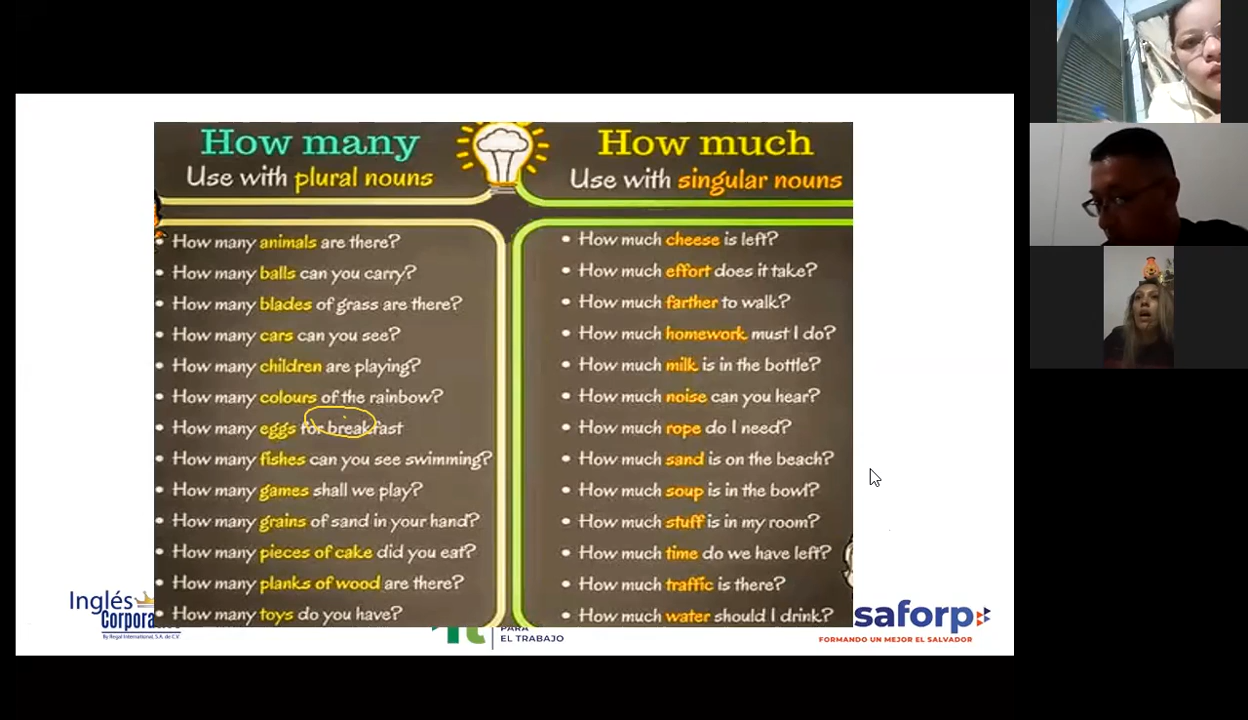 How many
Use with plural nouns
How many animals are there?
How many balls can you carry?
How many blades of grass are there?
How many cars can you see?
How many children are playing?
How many colours of the rainbow?
How many eggs for breakfast
How many fishes can you see swimming?
How many games shall we play?
How many grains of sand in your hand?
How many pieces of cake did you eat?
How many planks of wood are there?
How many toys do you have?
How much
Use with singular nouns
How much cheese is left?
How much effort does it take?
How much farther to walk?
How much homework must I do?
How much milk is in the bottle?
How much noise can you hear?
How much rope do I need?
How much sand is on the beach?
How much soup is in the bowl?
How much stuff is in my room?
How much time do we have left?
How much traffic is there?
How much water should I drink?
Inglés
Corpora
By Regal International, S.A. de C.V.
PARA
EL TRABAJO
saforp
FORMANDO UN MEJOR EL SALVADOR